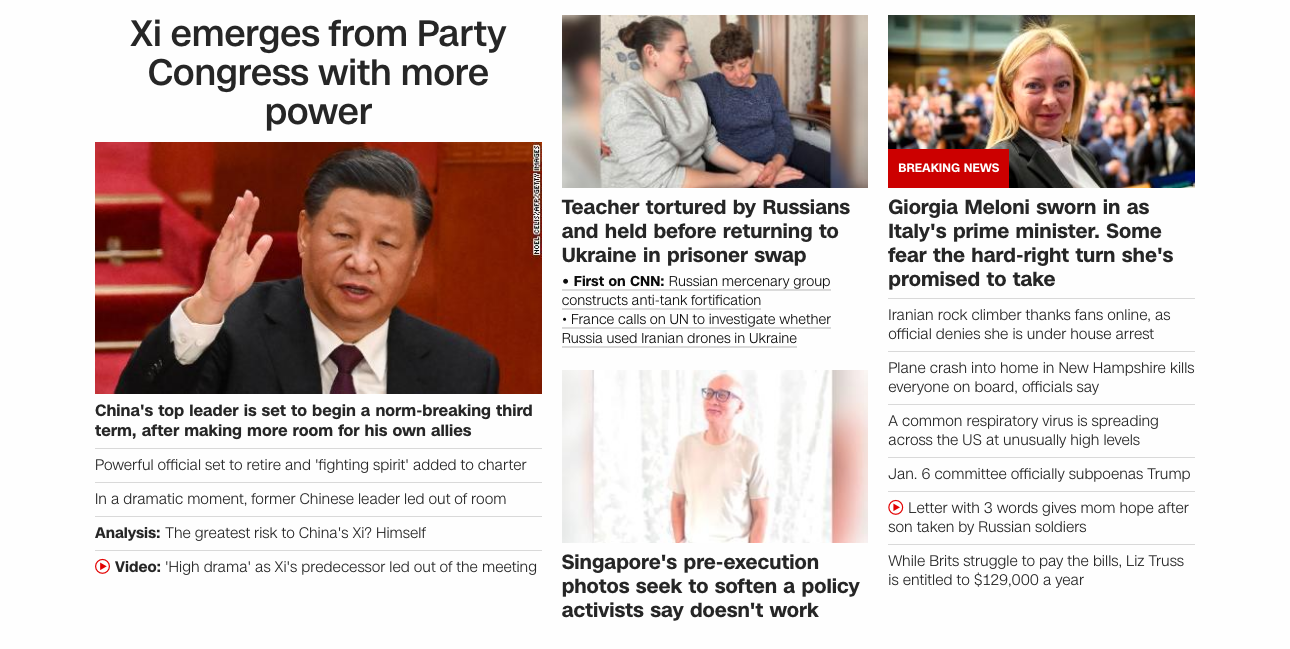 Xi emerges from Party
Congress with more
power
NOEL CELIS/AFP/GETTY IMAGES
China's top leader is set to begin a norm-breaking third
term, after making more room for his own allies
Powerful official set to retire and 'fighting spirit' added to charter
In a dramatic moment, former Chinese leader led out of room
Analysis: The greatest risk to China's Xi? Himself
Video: 'High drama' as Xi's predecessor led out of the meeting
Teacher tortured by Russians
and held before returning to
Ukraine in prisoner swap
• First on CNN: Russian mercenary group
constructs anti-tank fortification
• France calls on UN to investigate whether
Russia used Iranian drones in Ukraine
Singapore's pre-execution
photos seek to soften a policy
activists say doesn't work
BREAKING NEWS
Giorgia Meloni sworn in as
Italy's prime minister. Some
fear the hard-right turn she's
promised to take
Iranian rock climber thanks fans online, as
official denies she is under house arrest
Plane crash into home in New Hampshire kills
everyone on board, officials say
A common respiratory virus is spreading
across the US at unusually high levels
Jan. 6 committee officially subpoenas Trump
Letter with 3 words gives mom hope after
son taken by Russian soldiers
While Brits struggle to pay the bills, Liz Truss
is entitled to $129,000 a year